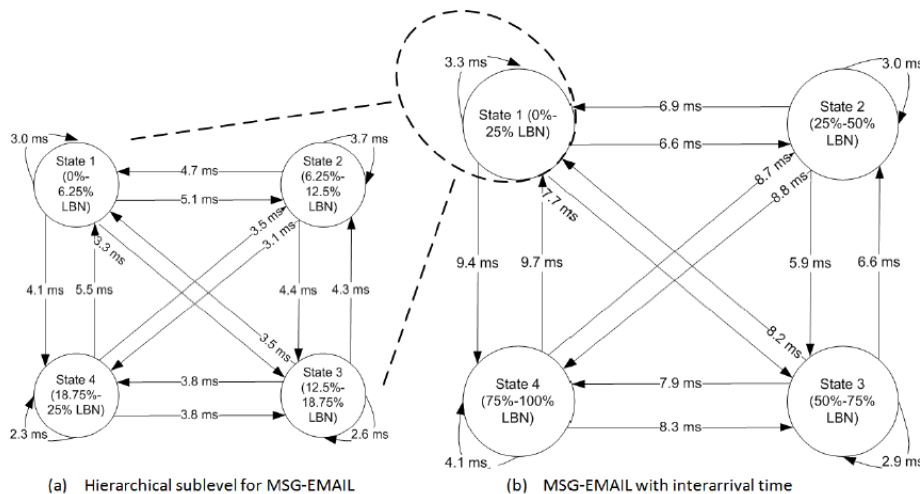 3.3 ms
3.0 ms
State 1 (0%-
25% LBN)
State 2
(25%-50%
LBN)
6.9 ms
6.6 ms
3.0 ms
3.7 ms
State 1
(0%-
6.25%
LBN)
State 2
(6.25%-
12.5%
LBN)
4.7 ms
5.1 ms
8.7 ms
8.8 ms
7.7 ms
3.5 ms
3.1 ms
3.3 ms
9.4 ms
9.7 ms
5.9 ms
6.6 ms
4.1 ms
5.5 ms
4.4 ms
4.3 ms
8.2 ms
3.5 ms
State 4
(18.75%-
25% LBN)
State 3
(12.5%-
18.75%
LBN)
3.8 ms
3.8 ms
State 4
(75%-100%
LBN)
State 3
(50%-75%
LBN)
7.9 ms
8.3 ms
2.3 ms
2.6 ms
4.1 ms
2.9 ms
(a) Hierarchical sublevel for MSG-EMAIL
(b) MSG-EMAIL with interarrival time